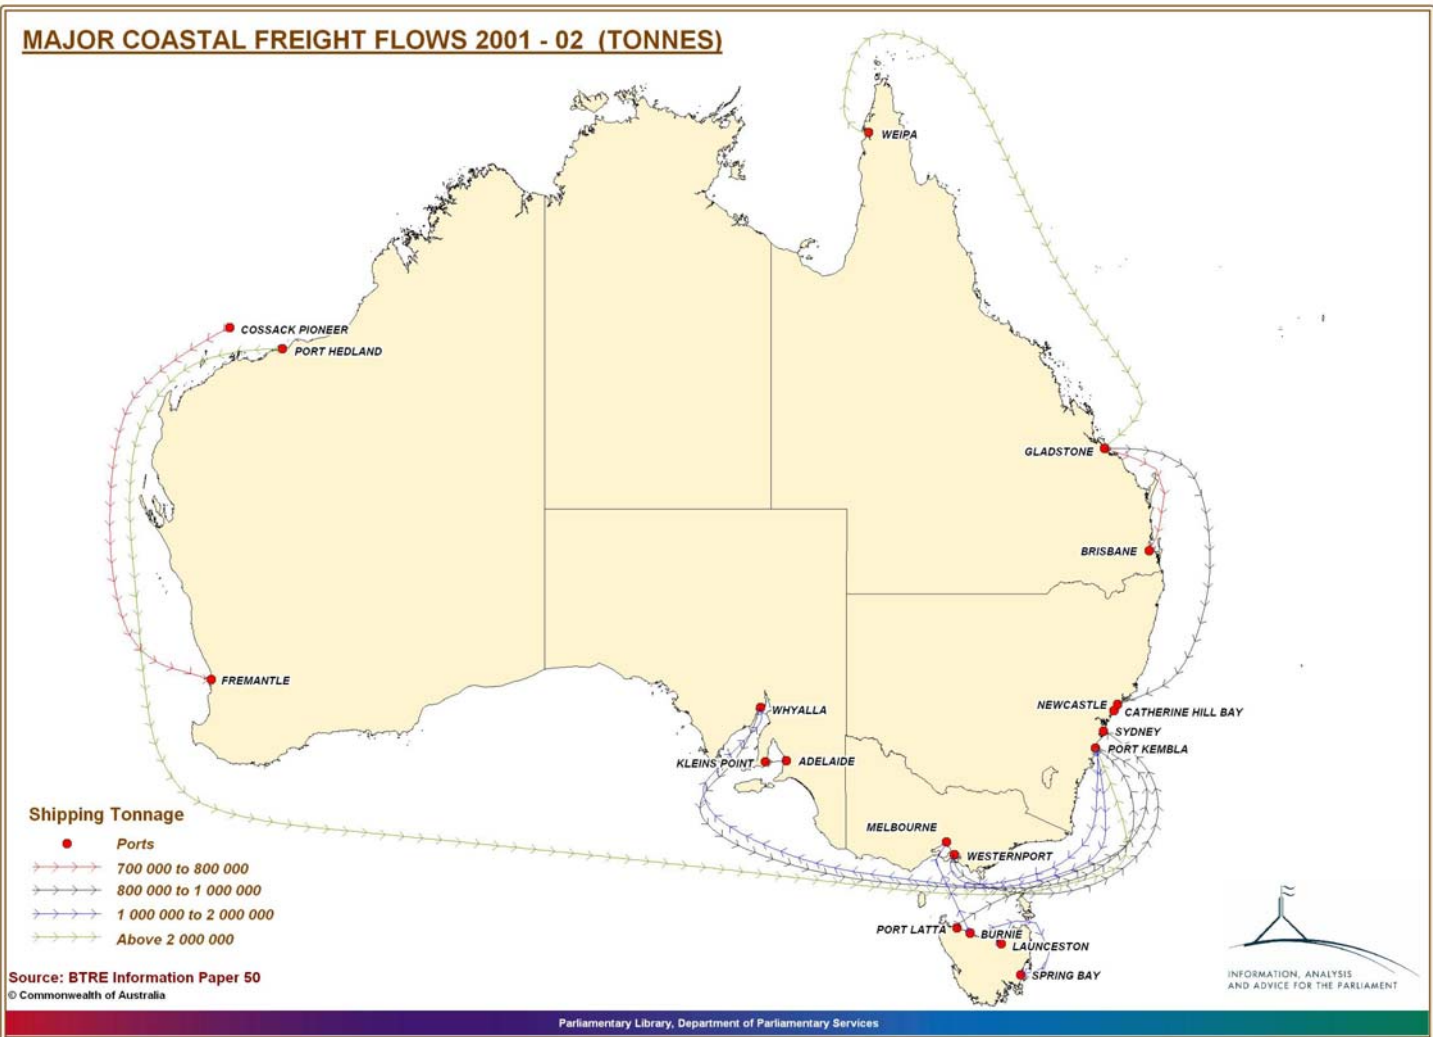 MAJOR COASTAL FREIGHT FLOWS 2001 - 02 (TONNES)
WEIPA
COSSACK PIONEER
PORT HEDLAND
GLADSTONE
BRISBANE
FREMANTLE
NEWCASTLE
CATHERINE HILL BAY
WHYALLA
SYDNEY
PORT KEMBLA
KLEINS POINT
ADELAIDE
MELBOURNE
WESTERNPORT
PORT LATTA
BURNIE
LAUNCESTON
SPRING BAY
Shipping Tonnage
Ports
700 000 to 800 000
800 000 to 1 000 000
1 000 000 to 2 000 000
Above 2 000 000
Source: BTRE Information Paper 50
© Commonwealth of Australia
INFORMATION, ANALYSIS
AND ADVICE FOR THE PARLIAMENT
Parliamentary Library, Department of Parliamentary Services